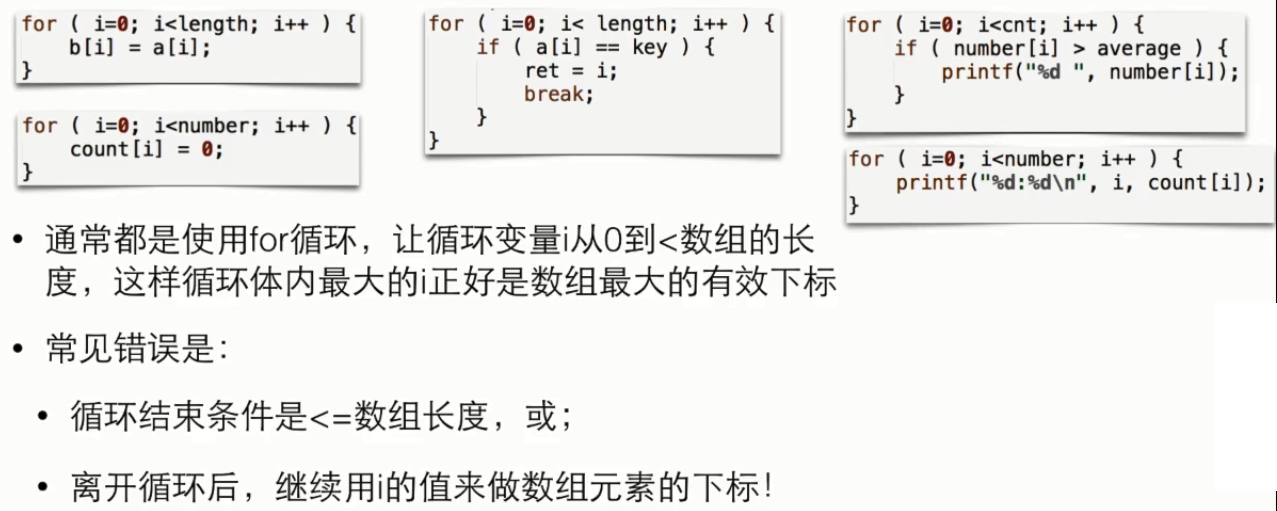 for ( i=0; i<length; i++ ) {
    b[i] = a[i];
}
for ( i=0; i<number; i++ ) {
    count[i] = 0;
}
for ( i=0; i< length; i++ ) {
    if ( a[i] == key ) {
        ret = i;
        break;
    }
}
for ( i=0; i<cnt; i++ ) {
    if ( number[i] > average ) {
        printf("%d ", number[i]);
    }
}
for ( i=0; i<number; i++ ) {
    printf("%d:%d\n", i, count[i]);
}
• 通常都是使用for循环，让循环变量i从0到<数组的长
度，这样循环体内最大的i正好是数组最大的有效下标
• 常见错误是：
• 循环结束条件是<=数组长度，或；
• 离开循环后，继续用i的值来做数组元素的下标！